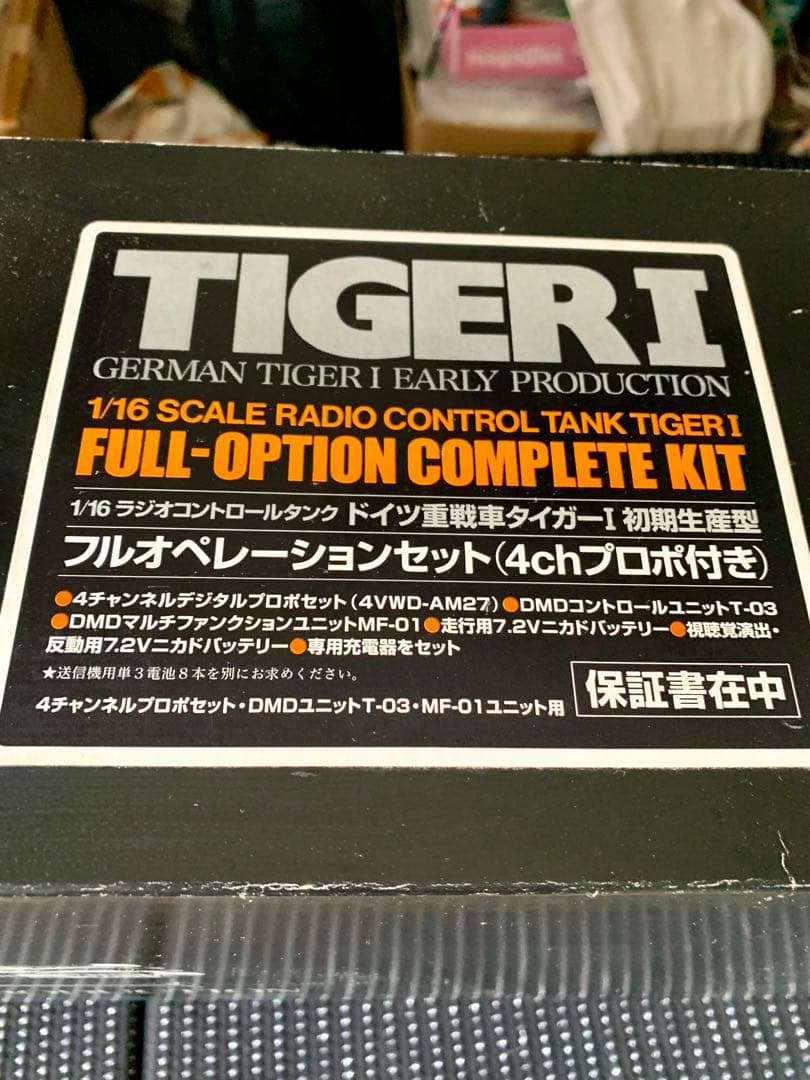 TIGER I
GERMAN TIGER I EARLY PRODUCTION
1/16 SCALE RADIO CONTROL TANK TIGER I
FULL-OPTION COMPLETE KIT
1/16 ラジオコントロールタンク ドイツ重戦車タイガーI 初期生産型
フルオペレーションセット(4chプロポ付き)
●4チャンネルデジタルプロポセット(4VWD-AM27)●DMDコントロールユニットT-03
●DMDマルチファンクションユニットMF-01●走行用7.2Vニカドバッテリー●視聴覚演出・
反動用7.2Vニカドバッテリー●専用充電器をセット
★送信機用単3電池8本を別にお求めください。
4チャンネルプロポセット・DMDユニットT-03・MF-01ユニット用
保証書在中